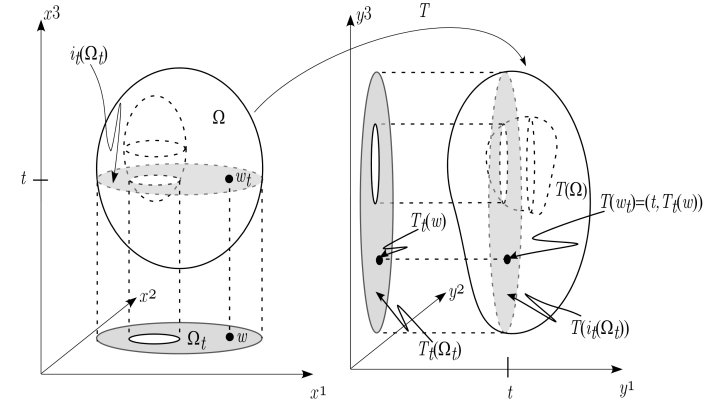 x3
y3
T
i_t(Ω_t)
Ω
t
w_t
T(Ω)
T(w_t)=(t, T_t(w))
T_t(w)
x2
y2
Ω_t
w
T_t(Ω_t)
T(i_t(Ω_t))
x1
t
y1